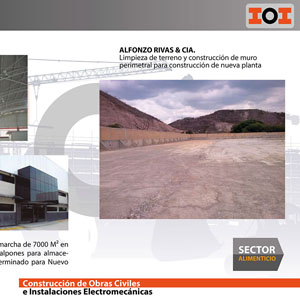 IOI
ALFONZO RIVAS & CIA.
Limpieza de terreno y construcción de muro
perimetral para construcción de nueva planta
marcha de 7000 M² en
alpones para almace-
erminado para Nuevo
SECTOR
ALIMENTICIO
Construcción de Obras Civiles
e Instalaciones Electromecánicas